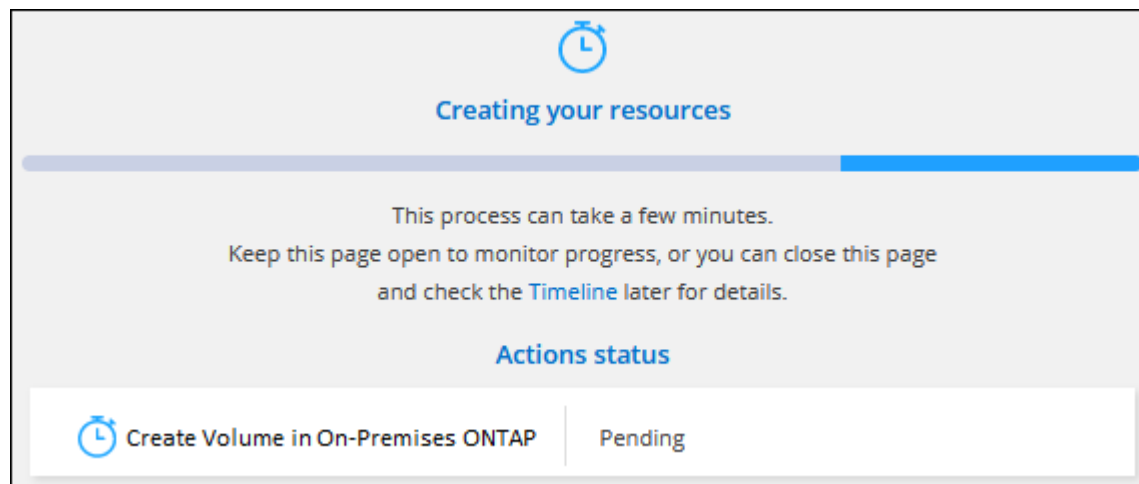 Creating your resources
This process can take a few minutes.
Keep this page open to monitor progress, or you can close this page
and check the Timeline later for details.
Actions status
Create Volume in On-Premises ONTAP
Pending